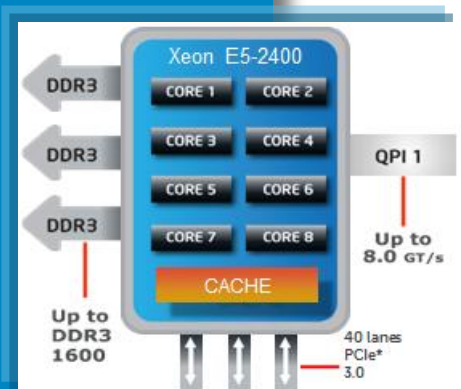 Xeon E5-2400
DDR3
CORE 1 CORE 2
DDR3
CORE 3 CORE 4
QPI 1
CORE 5 CORE 6
DDR3
CORE 7 CORE 8
Up to
8.0 GT/s
CACHE
Up to
DDR3
1600
40 lanes
PCIe*
3.0